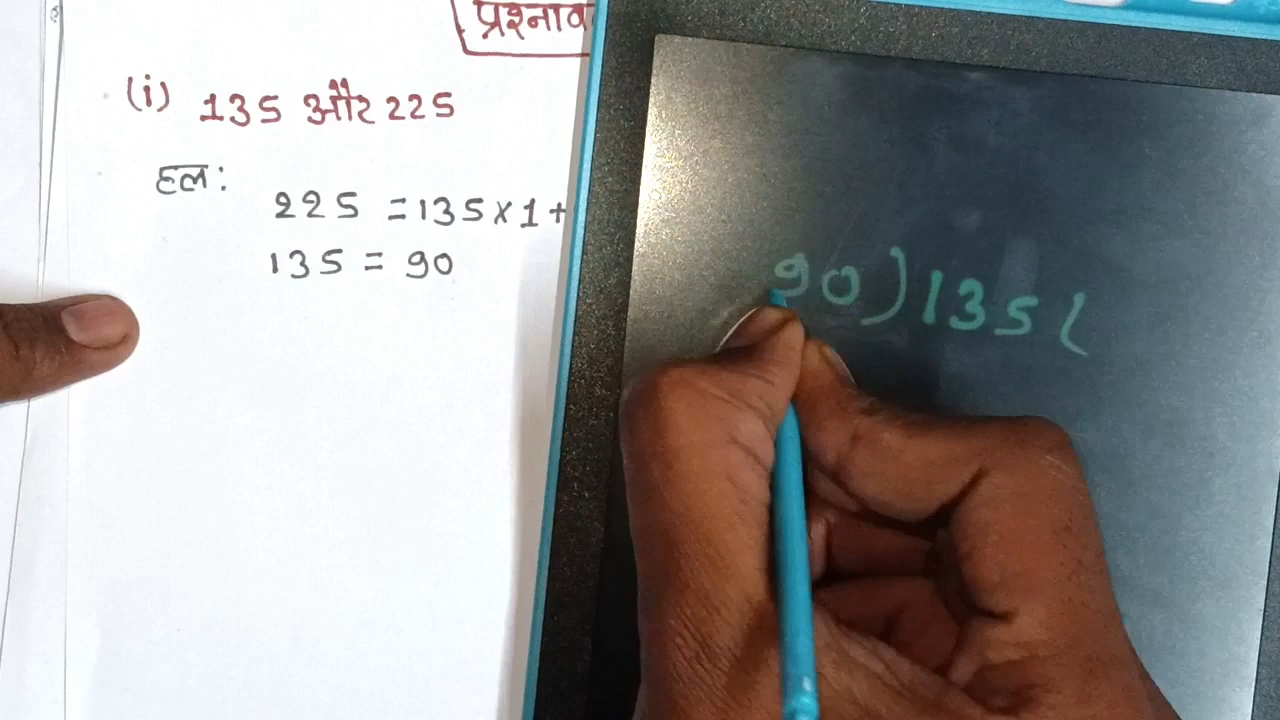 प्रश्नाव
(i) 135 और 225
हल:
225 = 135 x 1 +
135 = 90
90 ) 135 (